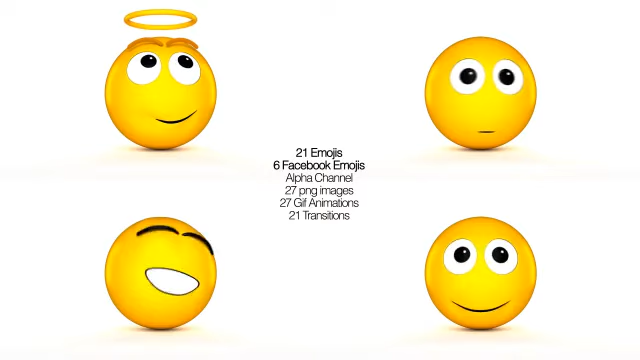 21 Emojis
6 Facebook Emojis
Alpha Channel
27 png images
27 Gif Animations
21 Transitions